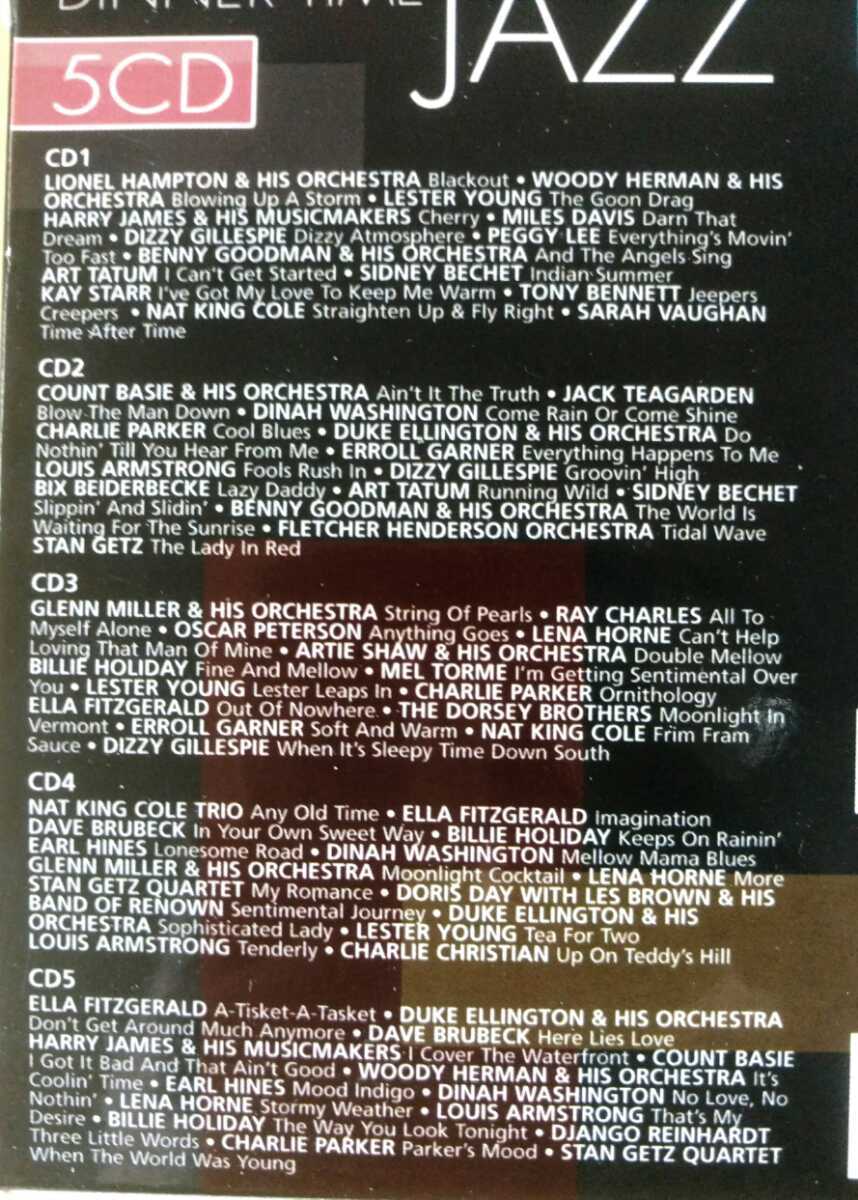 DINNER TIME
JAZZ
5CD
CD1
LIONEL HAMPTON & HIS ORCHESTRA Blackout • WOODY HERMAN & HIS
ORCHESTRA Blowing Up A Storm • LESTER YOUNG The Goon Drag
HARRY JAMES & HIS MUSICMAKERS Cherry • MILES DAVIS Darn That
Dream • DIZZY GILLESPIE Dizzy Atmosphere • PEGGY LEE Everything's Movin'
Too Fast • BENNY GOODMAN & HIS ORCHESTRA And The Angels Sing
ART TATUM I Can't Get Started • SIDNEY BECHET Indian Summer
KAY STARR I've Got My Love To Keep Me Warm • TONY BENNETT Jeepers
Creepers • NAT KING COLE Straighten Up & Fly Right • SARAH VAUGHAN
Time After Time
CD2
COUNT BASIE & HIS ORCHESTRA Ain't It The Truth • JACK TEAGARDEN
Blow The Man Down • DINAH WASHINGTON Come Rain Or Come Shine
CHARLIE PARKER Cool Blues • DUKE ELLINGTON & HIS ORCHESTRA Do
Nothin' Till You Hear From Me • ERROLL GARNER Everything Happens To Me
LOUIS ARMSTRONG Fools Rush In • DIZZY GILLESPIE Groovin' High
BIX BEIDERBECKE Lazy Daddy • ART TATUM Running Wild • SIDNEY BECHET
Slippin' And Slidin' • BENNY GOODMAN & HIS ORCHESTRA The World Is
Waiting For The Sunrise • FLETCHER HENDERSON ORCHESTRA Tidal Wave
STAN GETZ The Lady In Red
CD3
GLENN MILLER & HIS ORCHESTRA String Of Pearls • RAY CHARLES All To
Myself Alone • OSCAR PETERSON Anything Goes • LENA HORNE Can't Help
Loving That Man Of Mine • ARTIE SHAW & HIS ORCHESTRA Double Mellow
BILLIE HOLIDAY Fine And Mellow • MEL TORME I'm Getting Sentimental Over
You • LESTER YOUNG Lester Leaps In • CHARLIE PARKER Ornithology
ELLA FITZGERALD Out Of Nowhere • THE DORSEY BROTHERS Moonlight In
Vermont • ERROLL GARNER Soft And Warm • NAT KING COLE Frim Fram
Sauce • DIZZY GILLESPIE When It's Sleepy Time Down South
CD4
NAT KING COLE TRIO Any Old Time • ELLA FITZGERALD Imagination
DAVE BRUBECK In Your Own Sweet Way • BILLIE HOLIDAY Keeps On Rainin'
EARL HINES Lonesome Road • DINAH WASHINGTON Mellow Mama Blues
GLENN MILLER & HIS ORCHESTRA Moonlight Cocktail • LENA HORNE More
STAN GETZ QUARTET My Romance • DORIS DAY WITH LES BROWN & HIS
BAND OF RENOWN Sentimental Journey • DUKE ELLINGTON & HIS
ORCHESTRA Sophisticated Lady • LESTER YOUNG Tea For Two
LOUIS ARMSTRONG Tenderly • CHARLIE CHRISTIAN Up On Teddy's Hill
CD5
ELLA FITZGERALD A-Tisket-A-Tasket • DUKE ELLINGTON & HIS ORCHESTRA
Don't Get Around Much Anymore • DAVE BRUBECK Here Lies Love
HARRY JAMES & HIS MUSICMAKERS I Cover The Waterfront • COUNT BASIE
I Got It Bad And That Ain't Good • WOODY HERMAN & HIS ORCHESTRA It's
Coolin' Time • EARL HINES Mood Indigo • DINAH WASHINGTON No Love, No
Nothin' • LENA HORNE Stormy Weather • LOUIS ARMSTRONG That's My
Desire • BILLIE HOLIDAY The Way You Look Tonight • DJANGO REINHARDT
Three Little Words • CHARLIE PARKER Parker's Mood • STAN GETZ QUARTET
When The World Was Young